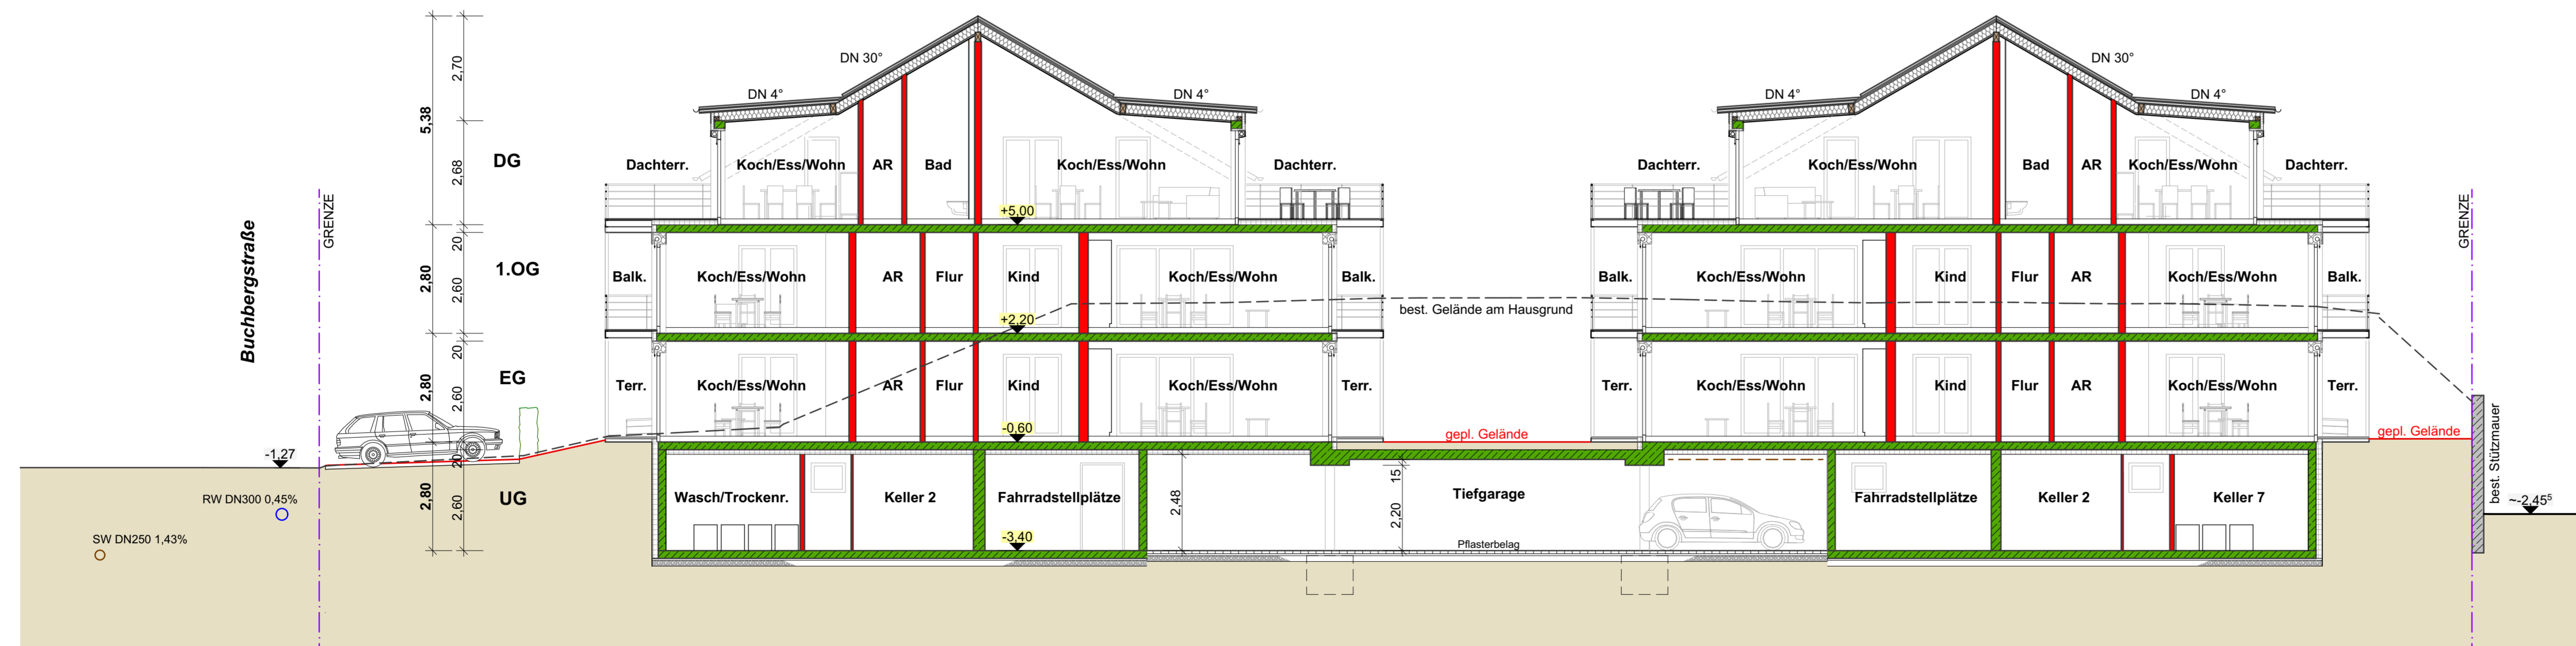 DN 30°
DN 4°
DN 4°
DN 30°
DN 4°
DN 4°
2,70
5,38
2,68
DG
Dachterr.
Koch/Ess/Wohn
AR
Bad
Koch/Ess/Wohn
Dachterr.
Dachterr.
Koch/Ess/Wohn
Bad
AR
Koch/Ess/Wohn
Dachterr.
+5,00
Buchbergstraße
GRENZE
GRENZE
20
2,80
2,60
1.OG
Balk.
Koch/Ess/Wohn
AR
Flur
Kind
Koch/Ess/Wohn
Balk.
Balk.
Koch/Ess/Wohn
Kind
Flur
AR
Koch/Ess/Wohn
Balk.
best. Gelände am Hausgrund
+2,20
20
2,80
2,60
EG
Terr.
Koch/Ess/Wohn
AR
Flur
Kind
Koch/Ess/Wohn
Terr.
Terr.
Koch/Ess/Wohn
Kind
Flur
AR
Koch/Ess/Wohn
Terr.
-0,60
gepl. Gelände
gepl. Gelände
best. Stützmauer
-1,27
~-2,45⁵
RW DN300 0,45%
SW DN250 1,43%
20
2,80
2,60
UG
Wasch/Trockenr.
Keller 2
Fahrradstellplätze
2,48
15
2,20
Tiefgarage
Fahrradstellplätze
Keller 2
Keller 7
-3,40
Pflasterbelag